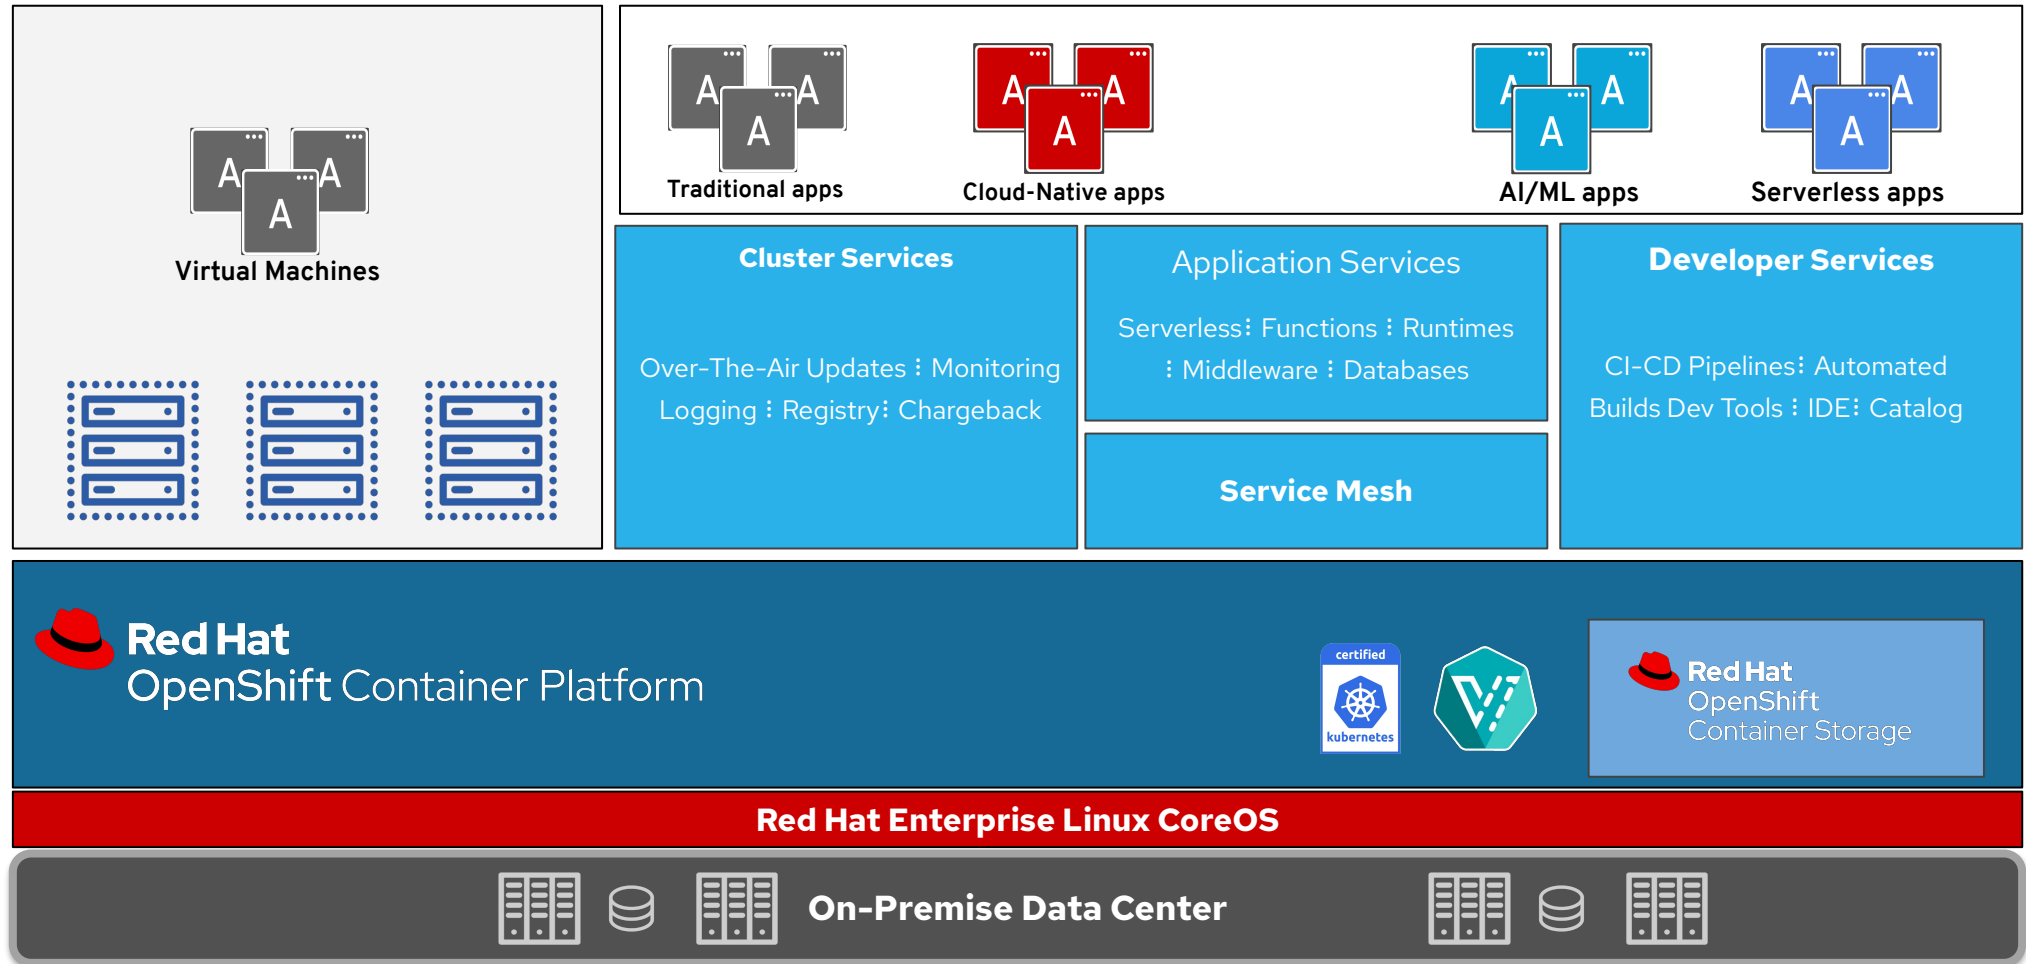 A A A
Virtual Machines
A A A
Traditional apps
A A A
Cloud-Native apps
A A A
AI/ML apps
A A A
Serverless apps
Cluster Services
Over-The-Air Updates ⋮ Monitoring
Logging ⋮ Registry⋮ Chargeback
Application Services
Serverless⋮ Functions ⋮ Runtimes
⋮ Middleware ⋮ Databases
Service Mesh
Developer Services
CI-CD Pipelines⋮ Automated
Builds Dev Tools ⋮ IDE⋮ Catalog
Red Hat
OpenShift Container Platform
certified
kubernetes
Red Hat
OpenShift
Container Storage
Red Hat Enterprise Linux CoreOS
On-Premise Data Center